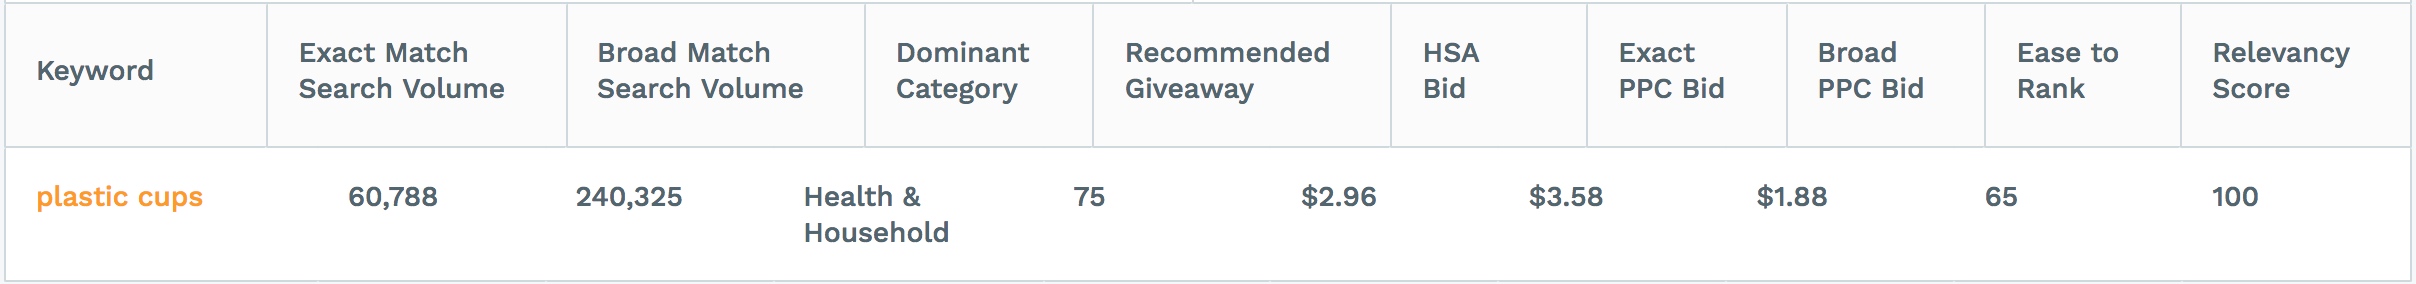 Keyword
Exact Match
Search Volume
Broad Match
Search Volume
Dominant
Category
Recommended
Giveaway
HSA
Bid
Exact
PPC Bid
Broad
PPC Bid
Ease to
Rank
Relevancy
Score
plastic cups
60,788
240,325
Health &
Household
75
$2.96
$3.58
$1.88
65
100